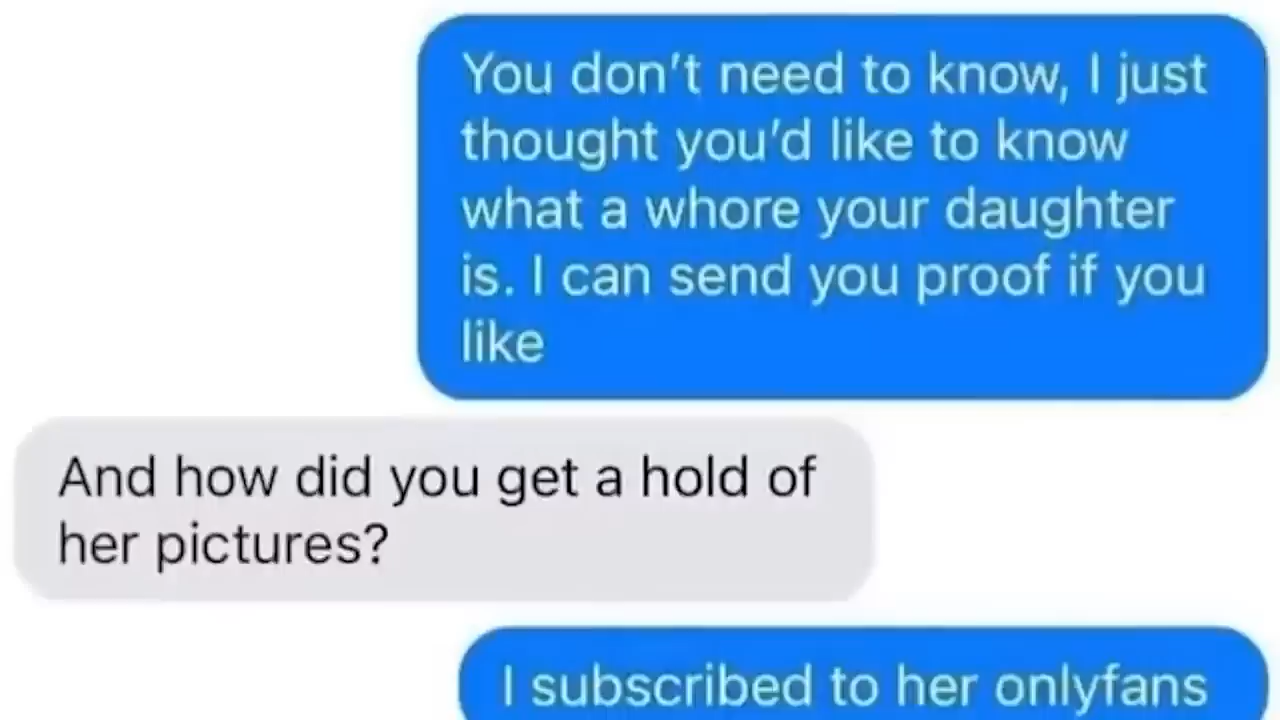 You don't need to know, I just
thought you'd like to know
what a whore your daughter
is. I can send you proof if you
like
And how did you get a hold of
her pictures?
I subscribed to her onlyfans